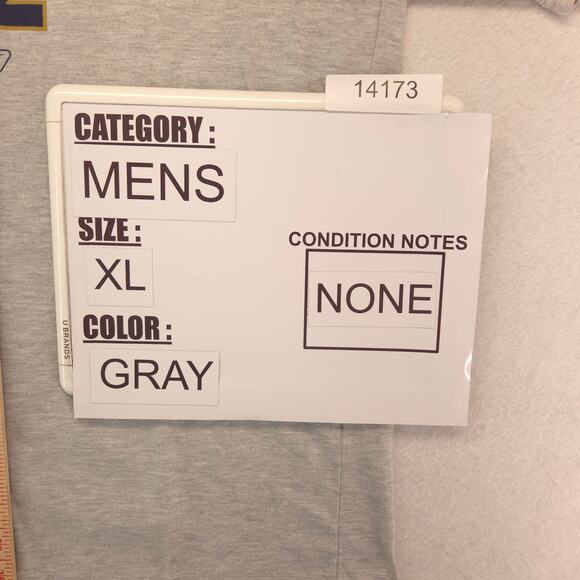 14173
CATEGORY :
MENS
SIZE :
XL
CONDITION NOTES
NONE
COLOR :
GRAY
U BRANDS